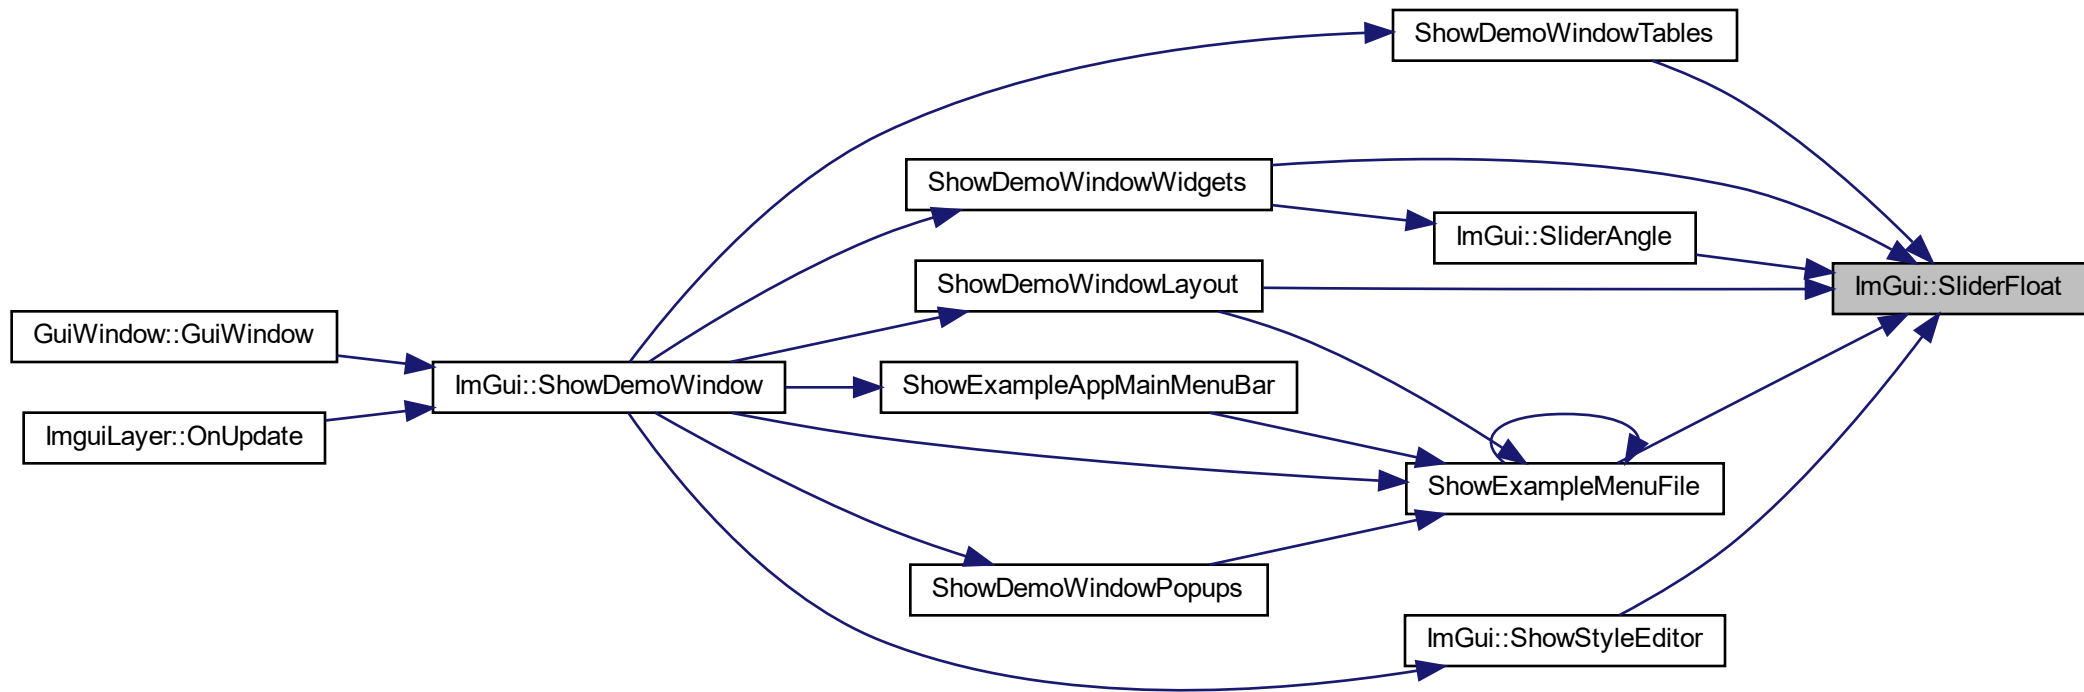 ShowDemoWindowTables
ShowDemoWindowWidgets
ImGui::SliderAngle
ShowDemoWindowLayout
ImGui::SliderFloat
GuiWindow::GuiWindow
ImGui::ShowDemoWindow
ShowExampleAppMainMenuBar
ImguiLayer::OnUpdate
ShowExampleMenuFile
ShowDemoWindowPopups
ImGui::ShowStyleEditor